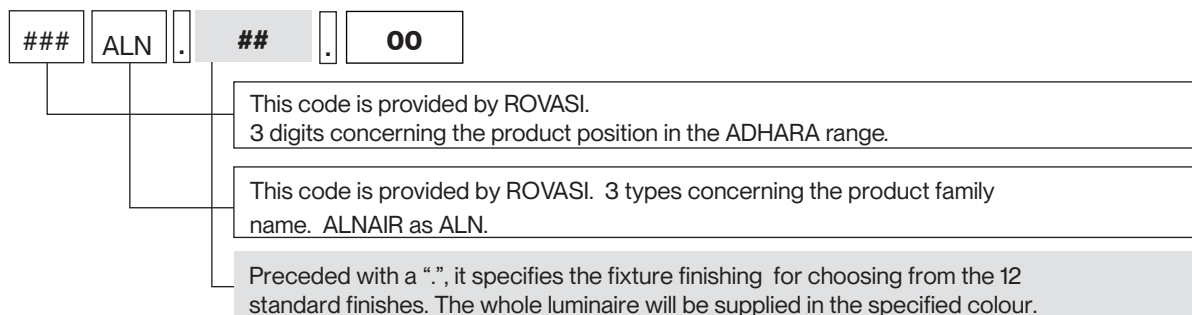 ### ALN . ## . 00
This code is provided by ROVASI.
3 digits concerning the product position in the ADHARA range.
This code is provided by ROVASI.  3 types concerning the product family
name.  ALNAIR as ALN.
Preceded with a “.”, it specifies the fixture finishing  for choosing from the 12
standard finishes. The whole luminaire will be supplied in the specified colour.